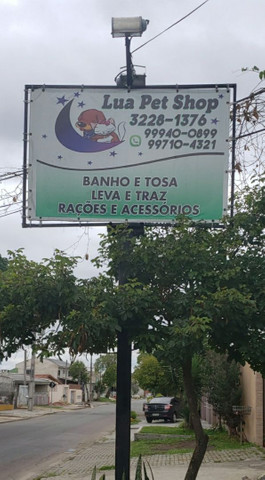 Lua Pet Shop
3228-1376
99940-0899
99710-4321
BANHO E TOSA
LEVA E TRAZ
RAÇÕES E ACESSÓRIOS